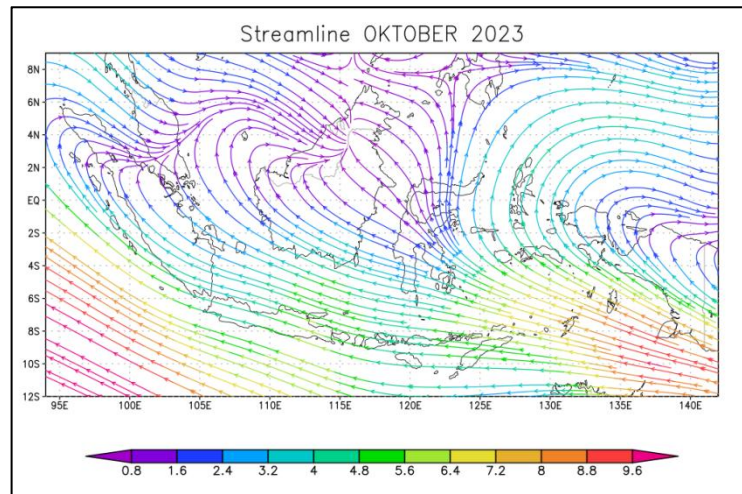 Streamline OKTOBER 2023
8N
6N
4N
2N
EQ
2S
4S
6S
8S
10S
12S
95E 100E 105E 110E 115E 120E 125E 130E 135E 140E
0.8 1.6 2.4 3.2 4 4.8 5.6 6.4 7.2 8 8.8 9.6